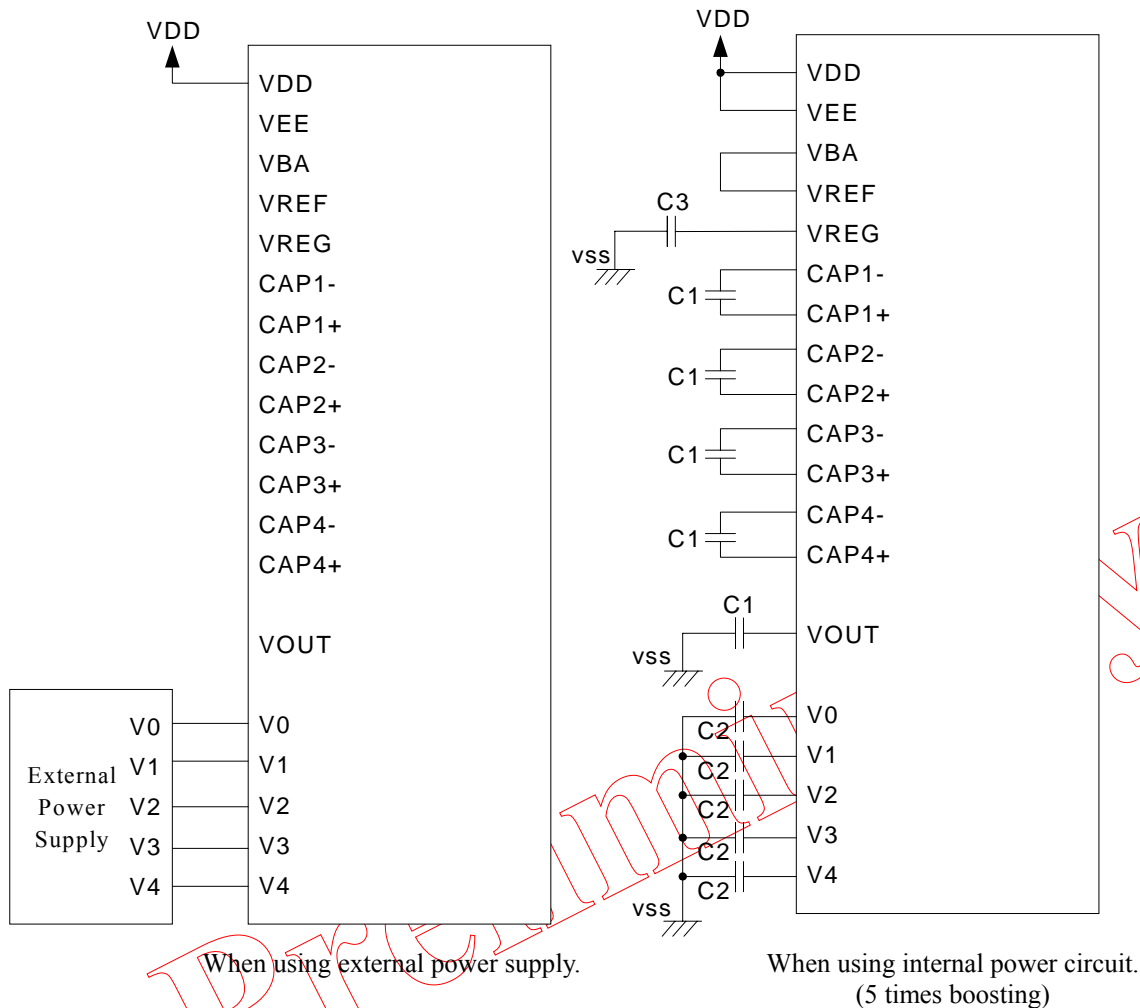 VDD
VDD
VEE
VBA
VREF
VREG
CAP1-
CAP1+
CAP2-
CAP2+
CAP3-
CAP3+
CAP4-
CAP4+
VOUT
V0
V1
V2
V3
V4
External
Power
Supply
V0
V1
V2
V3
V4
When using external power supply.
VDD
VDD
VEE
VBA
VREF
C3
VREG
vss
CAP1-
C1
CAP1+
CAP2-
C1
CAP2+
CAP3-
C1
CAP3+
CAP4-
C1
CAP4+
C1
VOUT
vss
V0
C2
V1
C2
V2
C2
V3
C2
V4
C2
vss
When using internal power circuit.
(5 times boosting)